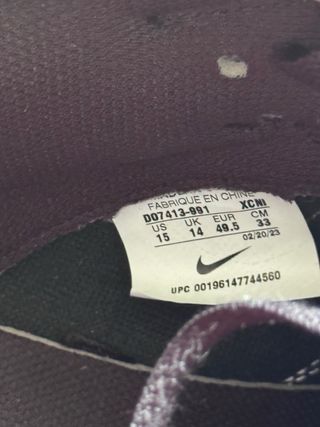 FABRIQUE EN CHINE
DO7413-991 XCNI
US UK EUR CM
15 14 49.5 33
02/20/23
UPC 00196147744560